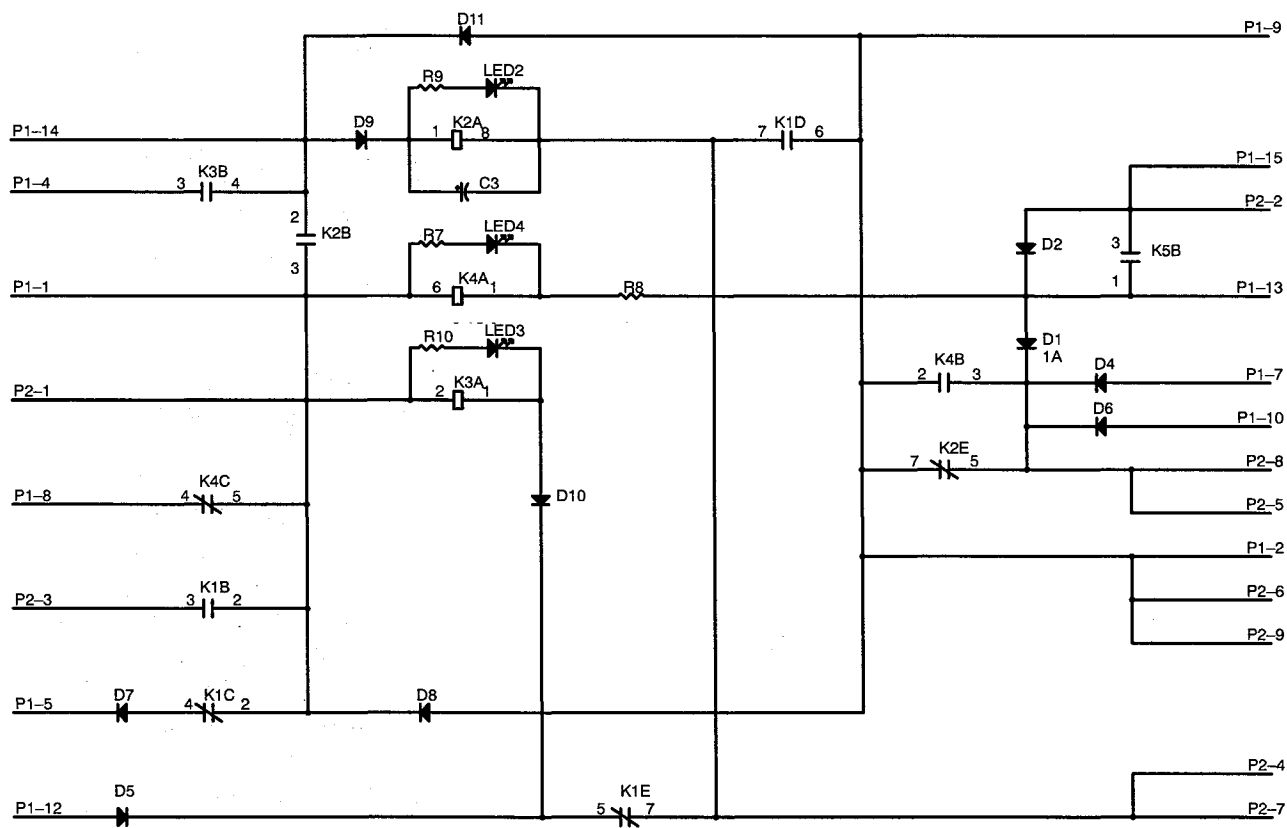 D11
P1–9
R9 LED2
P1–14 D9 1 K2A 8 7 K1D 6
P1–15
P1–4 3 K3B 4 C3
P2–2
2 K2B 3
R7 LED4
D2 3 K5B 1
P1–1 6 K4A 1 R8 P1–13
R10 LED3
D1
1A
K4B D4
2 3 P1–7
P2–1 2 K3A 1
D6 P1–10
K2E
7 5 P2–8
P1–8 4 K4C 5 D10
P2–5
P1–2
P2–3 3 K1B 2 P2–6
P2–9
P1–5 D7 4 K1C 2 D8
P2–4
P1–12 D5 5 K1E 7 P2–7